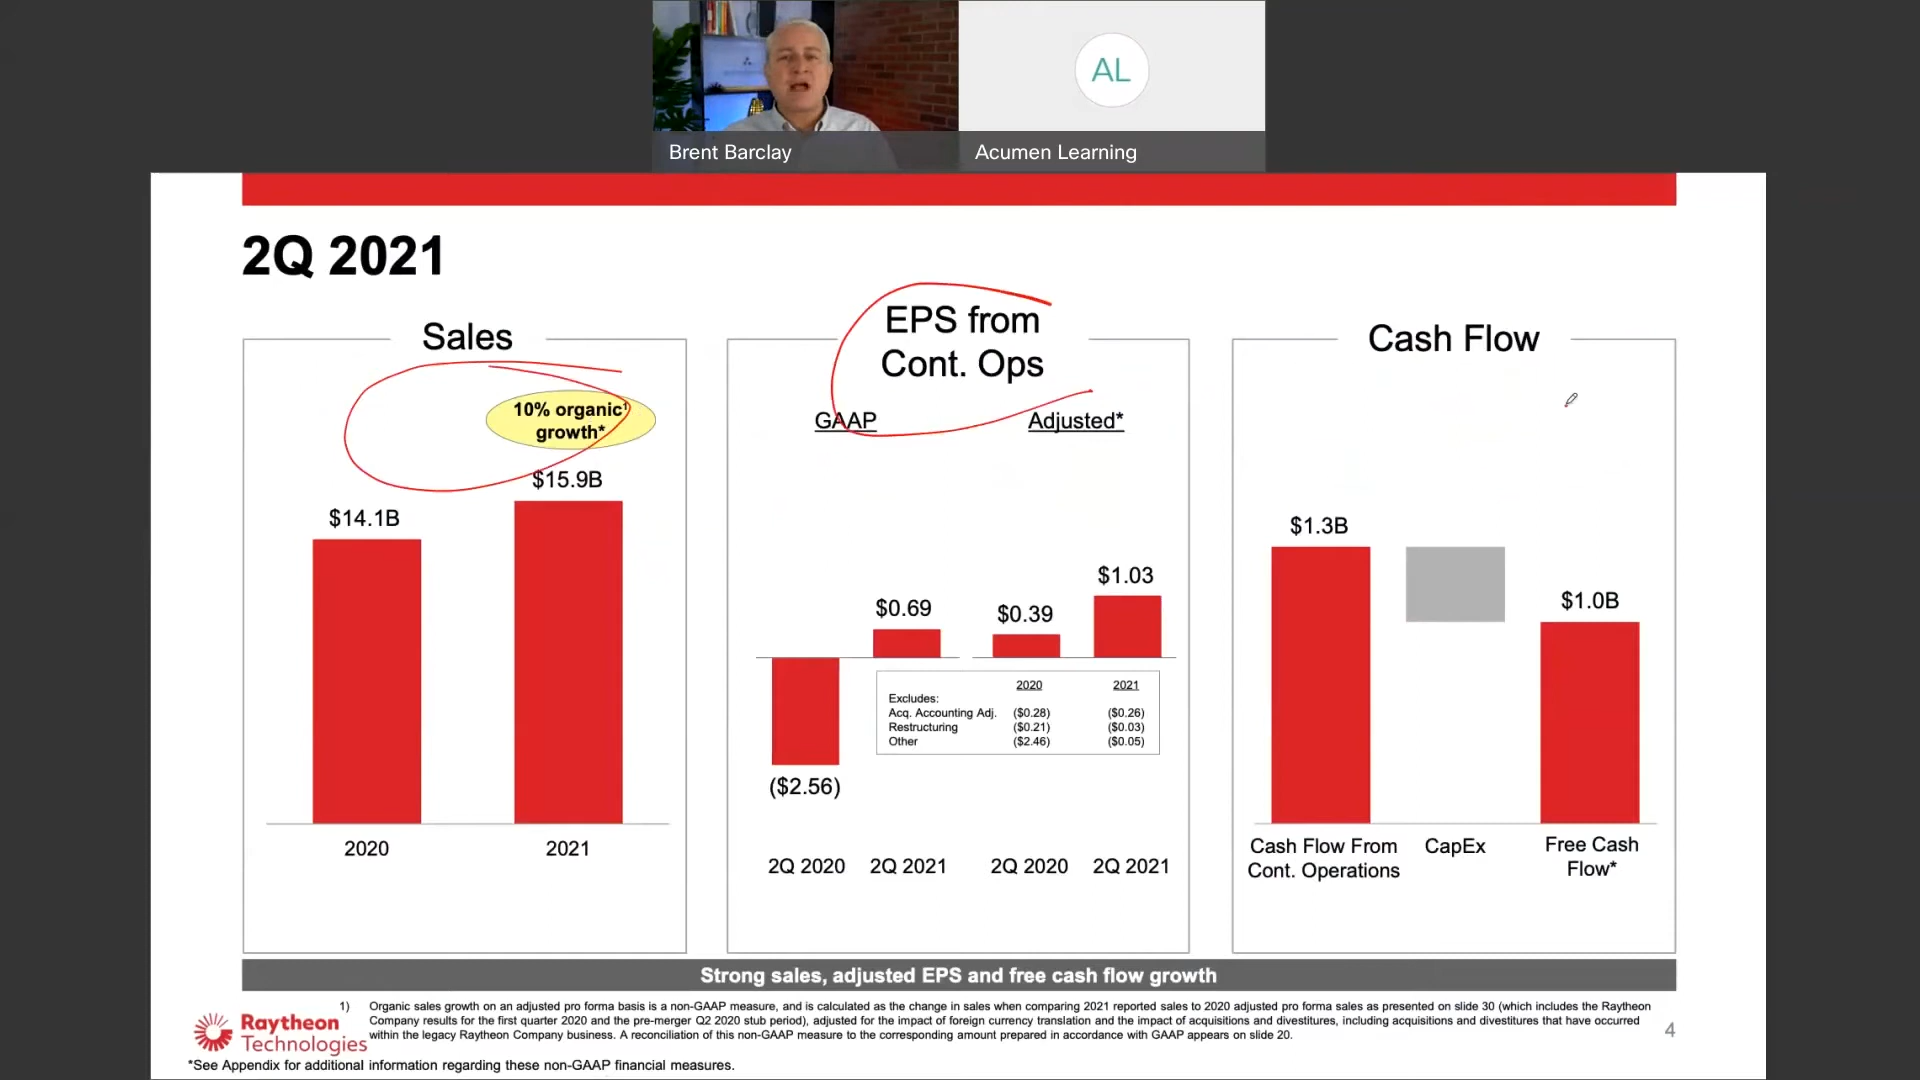 AL
Brent Barclay
Acumen Learning
2Q 2021
Sales
10% organic¹
growth*
$15.9B
$14.1B
2020
2021
EPS from
Cont. Ops
GAAP
Adjusted*
$1.03
$0.69
$0.39
2020
2021
Excludes:
Acq. Accounting Adj.
($0.28)
($0.26)
Restructuring
($0.21)
($0.03)
Other
($2.46)
($0.05)
($2.56)
2Q 2020
2Q 2021
2Q 2020
2Q 2021
Cash Flow
$1.3B
$1.0B
Cash Flow From
Cont. Operations
CapEx
Free Cash
Flow*
Strong sales, adjusted EPS and free cash flow growth
1) Organic sales growth on an adjusted pro forma basis is a non-GAAP measure, and is calculated as the change in sales when comparing 2021 reported sales to 2020 adjusted pro forma sales as presented on slide 30 (which includes the Raytheon
Company results for the first quarter 2020 and the pre-merger Q2 2020 stub period), adjusted for the impact of foreign currency translation and the impact of acquisitions and divestitures, including acquisitions and divestitures that have occurred
within the legacy Raytheon Company business. A reconciliation of this non-GAAP measure to the corresponding amount prepared in accordance with GAAP appears on slide 20.
Raytheon
Technologies
4
*See Appendix for additional information regarding these non-GAAP financial measures.